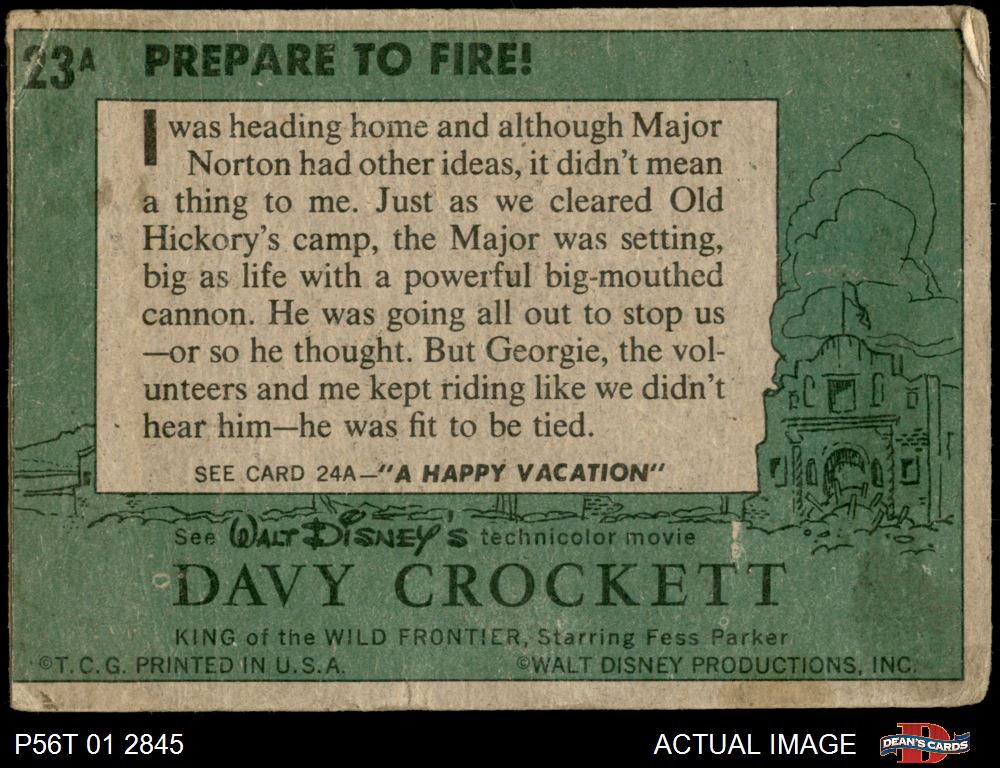 23A PREPARE TO FIRE!
I was heading home and although Major
Norton had other ideas, it didn't mean
a thing to me. Just as we cleared Old
Hickory's camp, the Major was setting,
big as life with a powerful big-mouthed
cannon. He was going all out to stop us
—or so he thought. But Georgie, the vol-
unteers and me kept riding like we didn't
hear him—he was fit to be tied.
SEE CARD 24A—"A HAPPY VACATION"
See WALT DISNEY'S technicolor movie
DAVY CROCKETT
KING of the WILD FRONTIER, Starring Fess Parker
©T.C.G. PRINTED IN U.S.A. ©WALT DISNEY PRODUCTIONS, INC.
P56T 01 2845 ACTUAL IMAGE DEAN'S CARDS